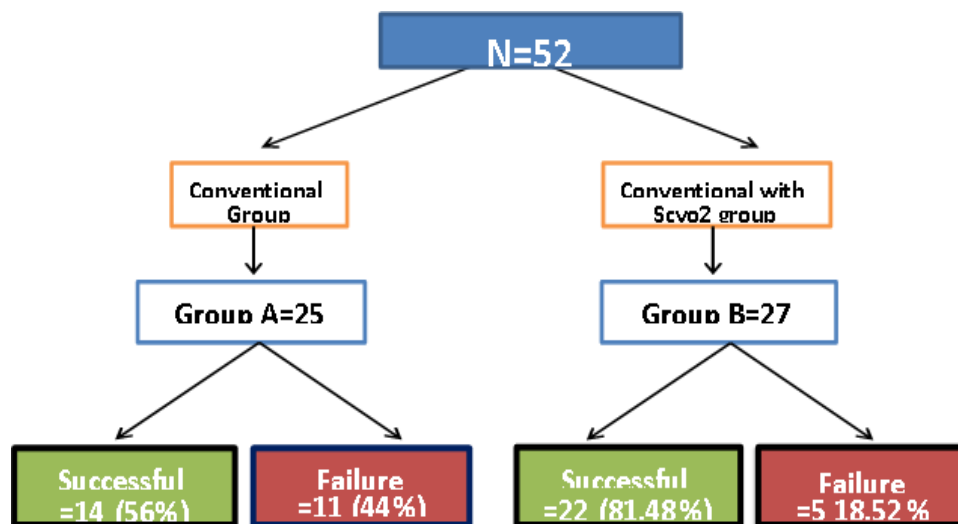 N=52
Conventional
Group
Conventional with
Scvo2 group
Group A=25
Group B=27
Successful
=14 (56%)
Failure
=11 (44%)
Successful
=22 (81.48%)
Failure
=5 18.52 %